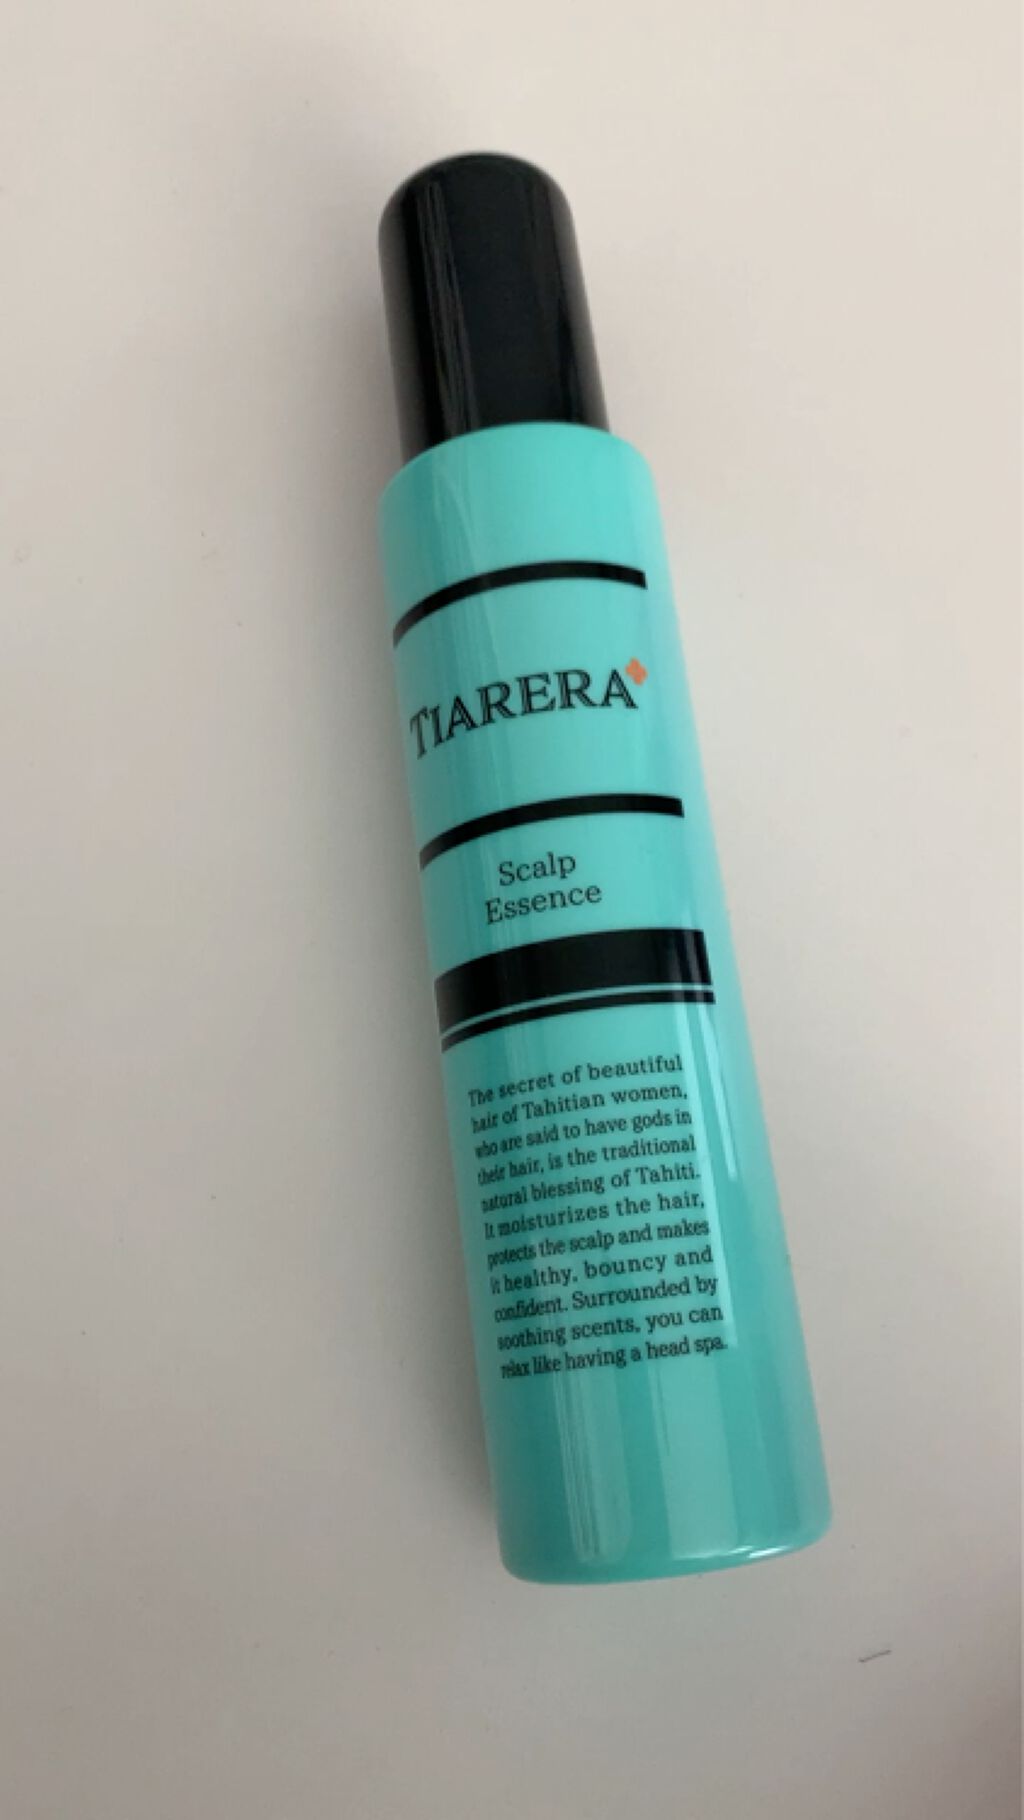 TIARERA
Scalp
Essence
The secret of beautiful
hair of Tahitian women,
who are said to have gods in
their hair, is the traditional
natural blessing of Tahiti.
It moisturizes the hair,
protects the scalp and makes
it healthy, bouncy and
confident. Surrounded by
soothing scents, you can
relax like having a head spa.